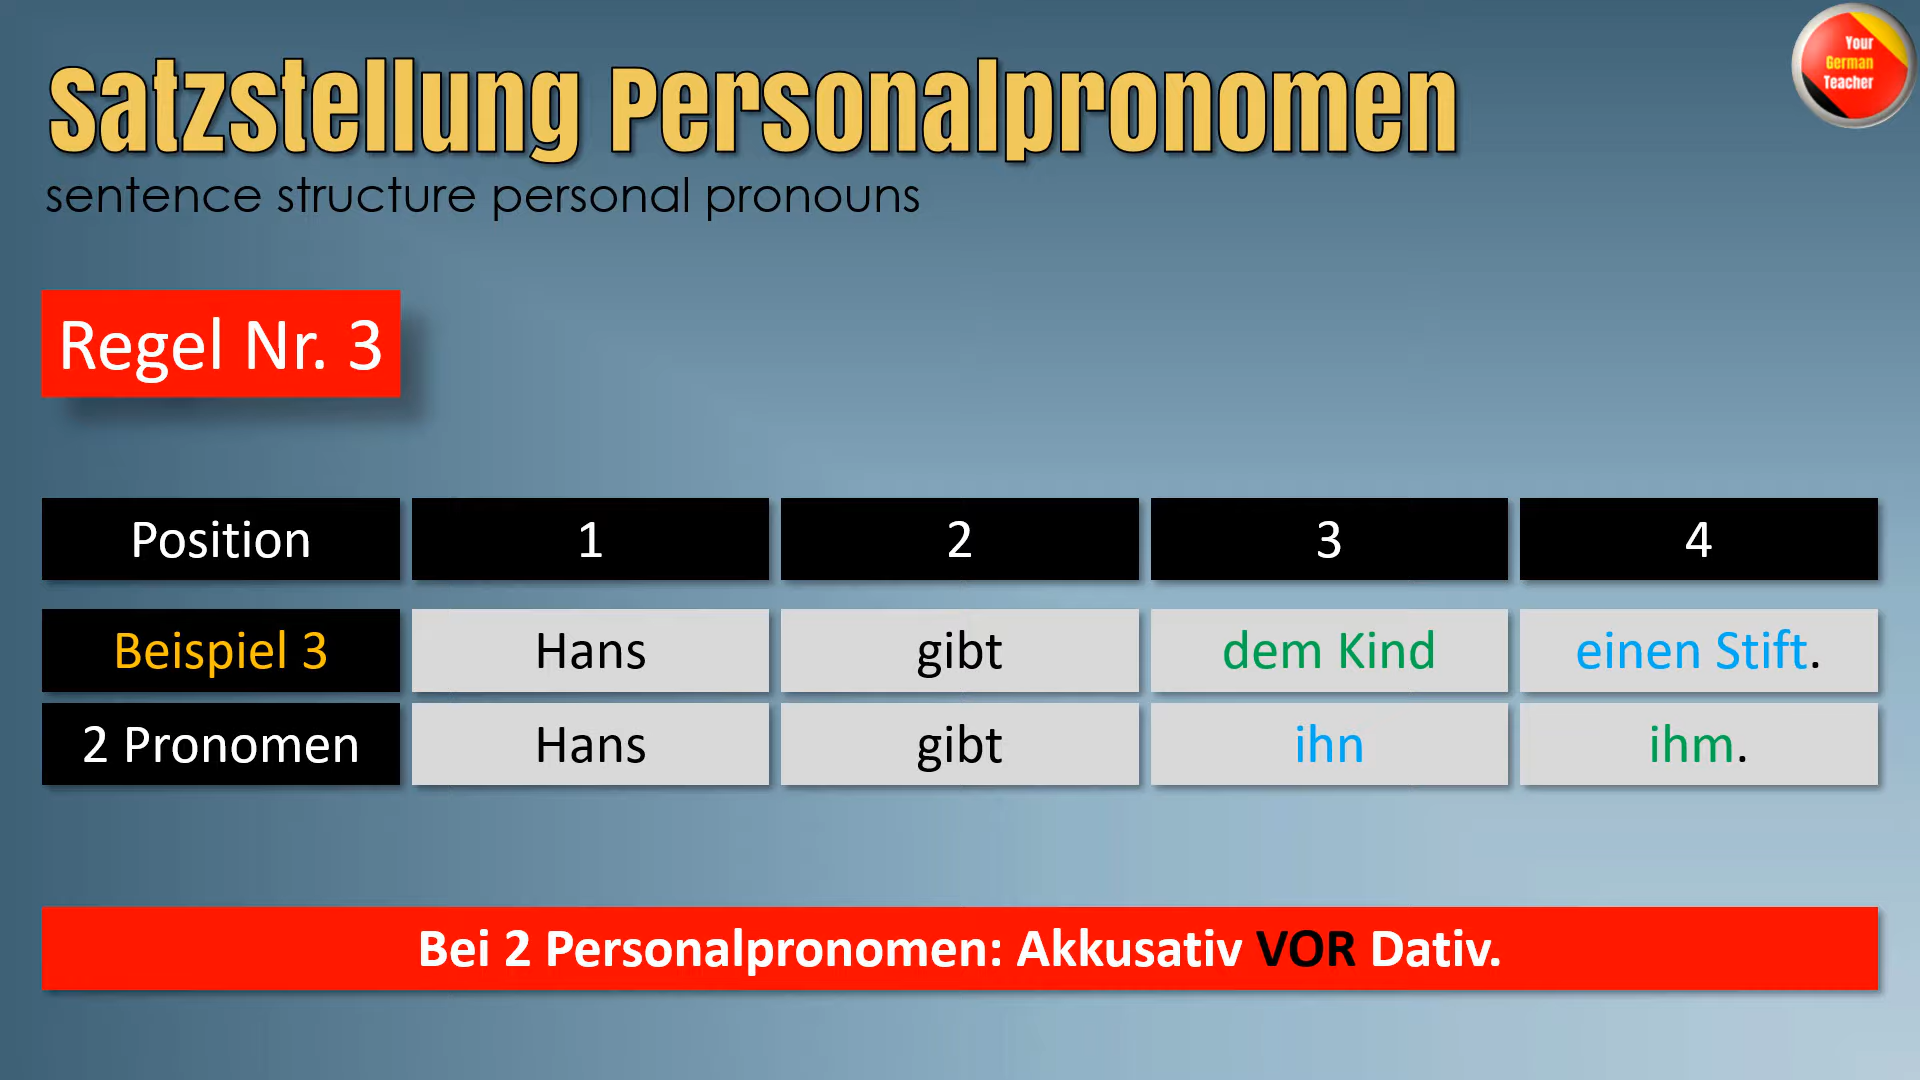 Satzstellung Personalpronomen
sentence structure personal pronouns
Your
German
Teacher
Regel Nr. 3
Position 1 2 3 4
Beispiel 3 Hans gibt dem Kind einen Stift.
2 Pronomen Hans gibt ihn ihm.
Bei 2 Personalpronomen: Akkusativ VOR Dativ.